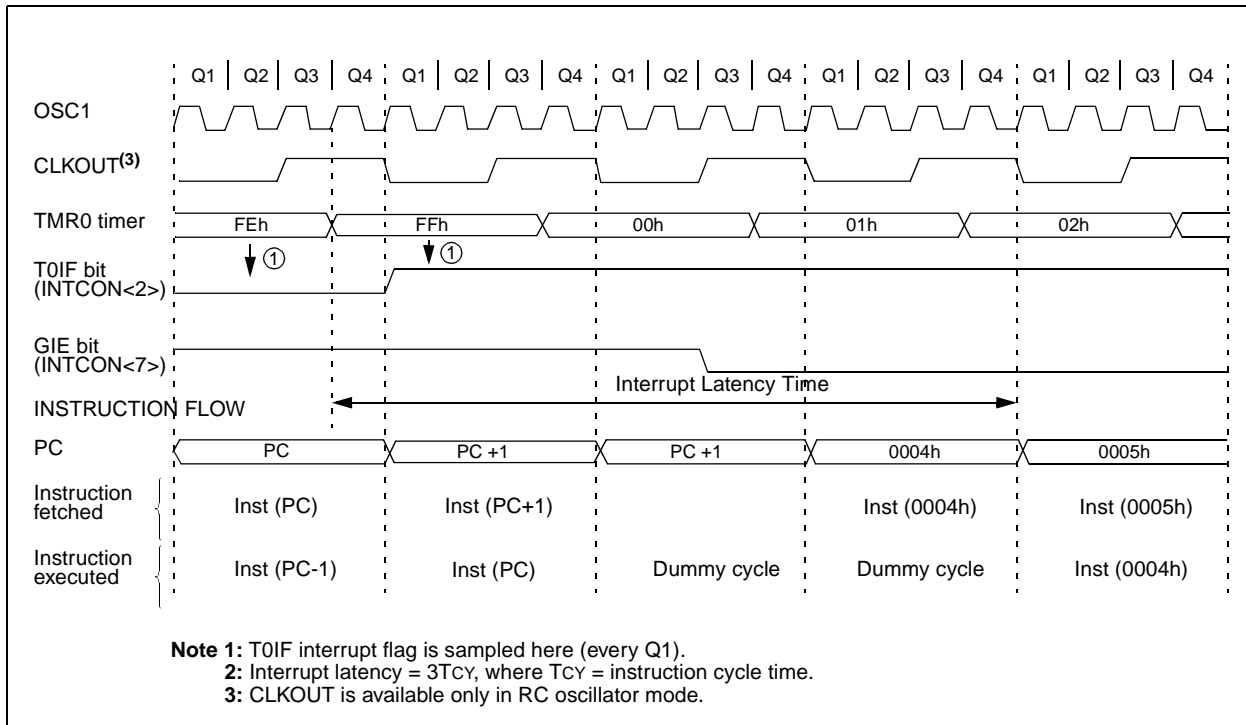 Q1 Q2 Q3 Q4 Q1 Q2 Q3 Q4 Q1 Q2 Q3 Q4 Q1 Q2 Q3 Q4 Q1 Q2 Q3 Q4
OSC1
CLKOUT(3)
TMR0 timer FEh FFh 00h 01h 02h
1 1
T0IF bit
(INTCON<2>)
GIE bit
(INTCON<7>)
Interrupt Latency Time
INSTRUCTION FLOW
PC PC PC +1 PC +1 0004h 0005h
Instruction
fetched
Inst (PC) Inst (PC+1) Inst (0004h) Inst (0005h)
Instruction
executed
Inst (PC-1) Inst (PC) Dummy cycle Dummy cycle Inst (0004h)
Note 1: T0IF interrupt flag is sampled here (every Q1).
2: Interrupt latency = 3TCY, where TCY = instruction cycle time.
3: CLKOUT is available only in RC oscillator mode.